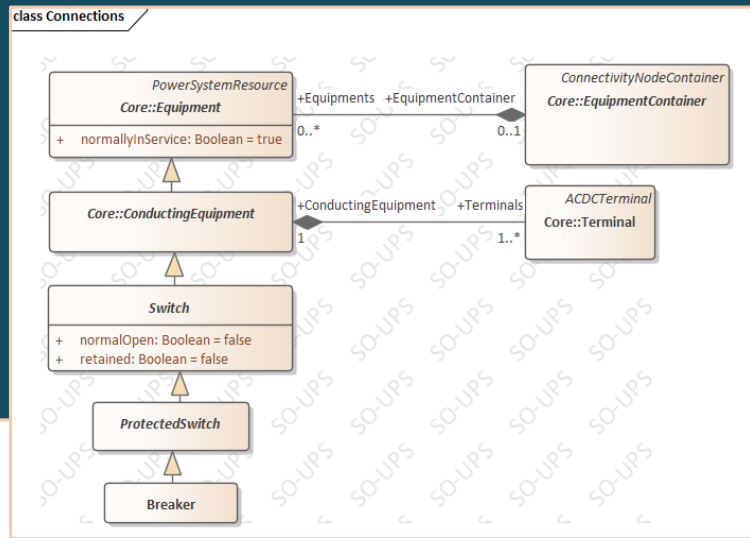 class Connections
PowerSystemResource
Core::Equipment
+ normallyInService: Boolean = true
+Equipments +EquipmentContainer
0..* 0..1
ConnectivityNodeContainer
Core::EquipmentContainer
Core::ConductingEquipment
+ConductingEquipment +Terminals
1 1..*
ACDCTerminal
Core::Terminal
Switch
+ normalOpen: Boolean = false
+ retained: Boolean = false
ProtectedSwitch
Breaker
SO-UPS